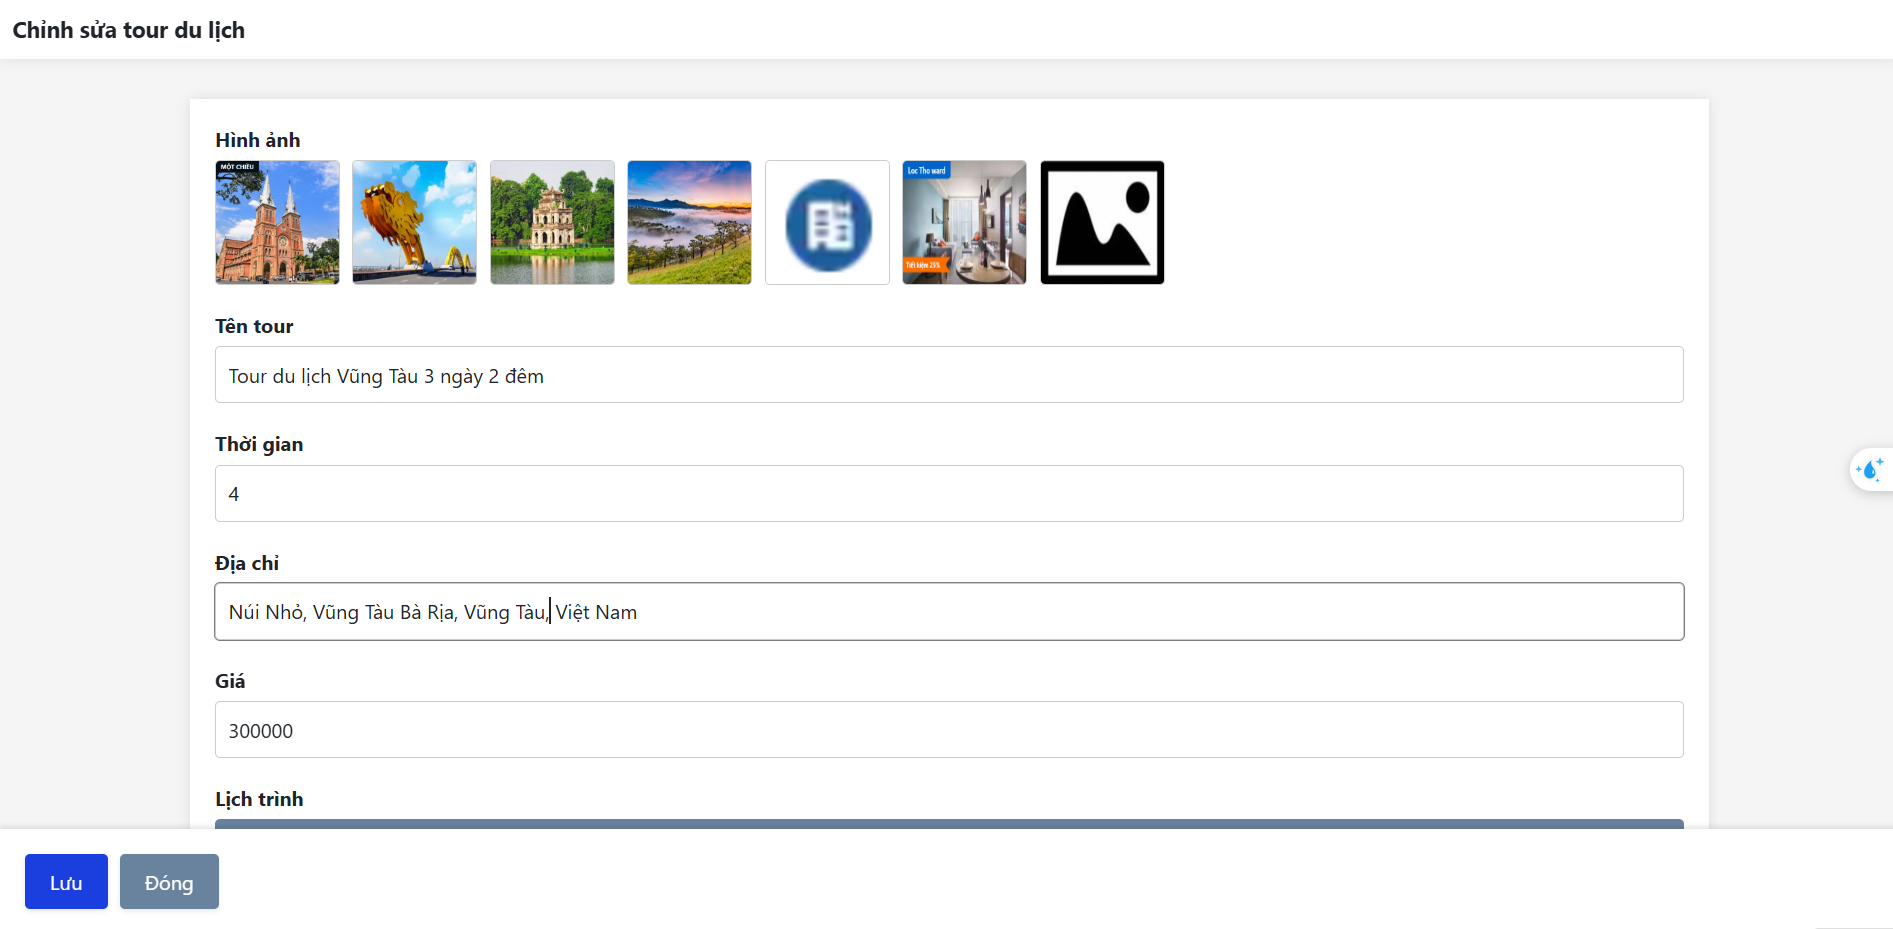 Chỉnh sửa tour du lịch
Hình ảnh
MỘT CHIỀU
Loc Tho ward
Tiết kiệm 25%
Tên tour
Tour du lịch Vũng Tàu 3 ngày 2 đêm
Thời gian
4
Địa chỉ
Núi Nhỏ, Vũng Tàu Bà Rịa, Vũng Tàu, Việt Nam
Giá
300000
Lịch trình
Lưu
Đóng